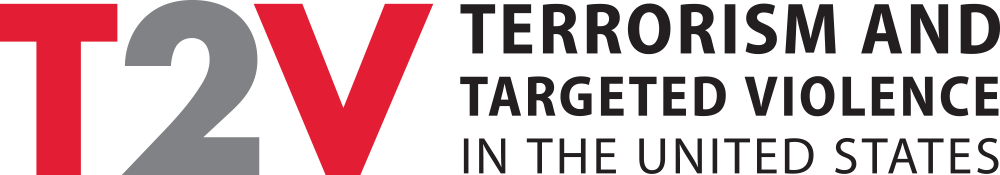 T2V
TERRORISM AND
TARGETED VIOLENCE
IN THE UNITED STATES